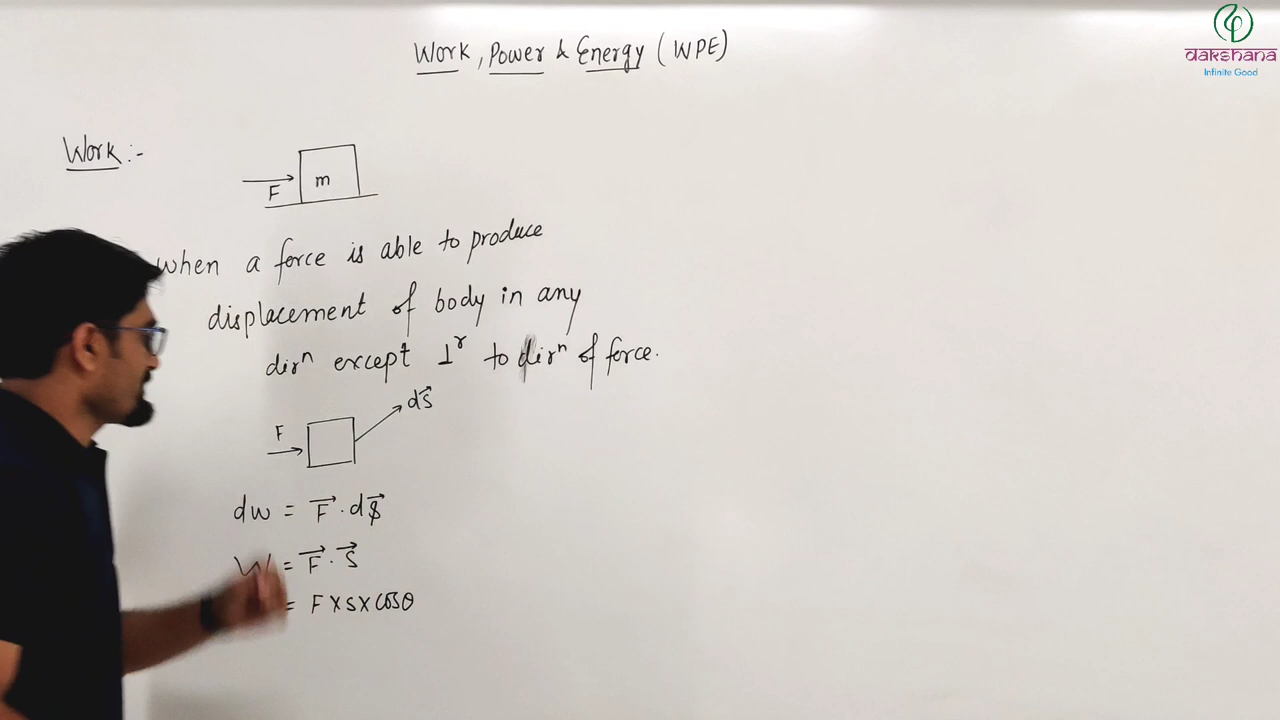 Work, Power & Energy (WPE)
dakshana
Infinite Good
Work :-
F
m
when a force is able to produce
displacement of body in any
dirⁿ except ⊥ʳ to dirⁿ of force.
F
ds⃗
dw = F⃗ . ds⃗
W = F⃗ . s⃗
= F x s x cosθ